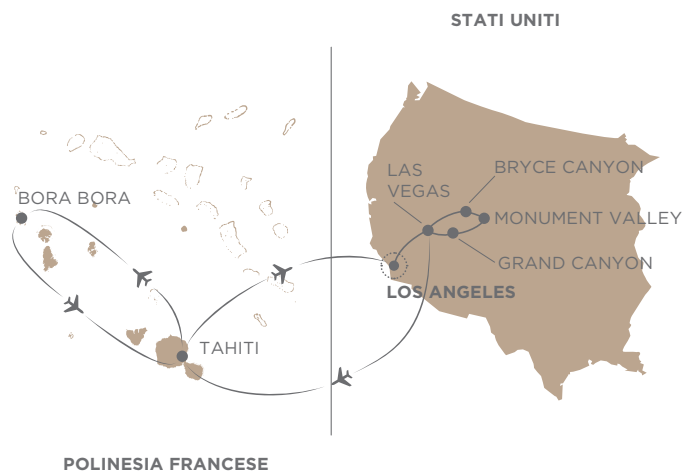 STATI UNITI
LAS
VEGAS
BRYCE CANYON
BORA BORA
MONUMENT VALLEY
GRAND CANYON
LOS ANGELES
TAHITI
POLINESIA FRANCESE